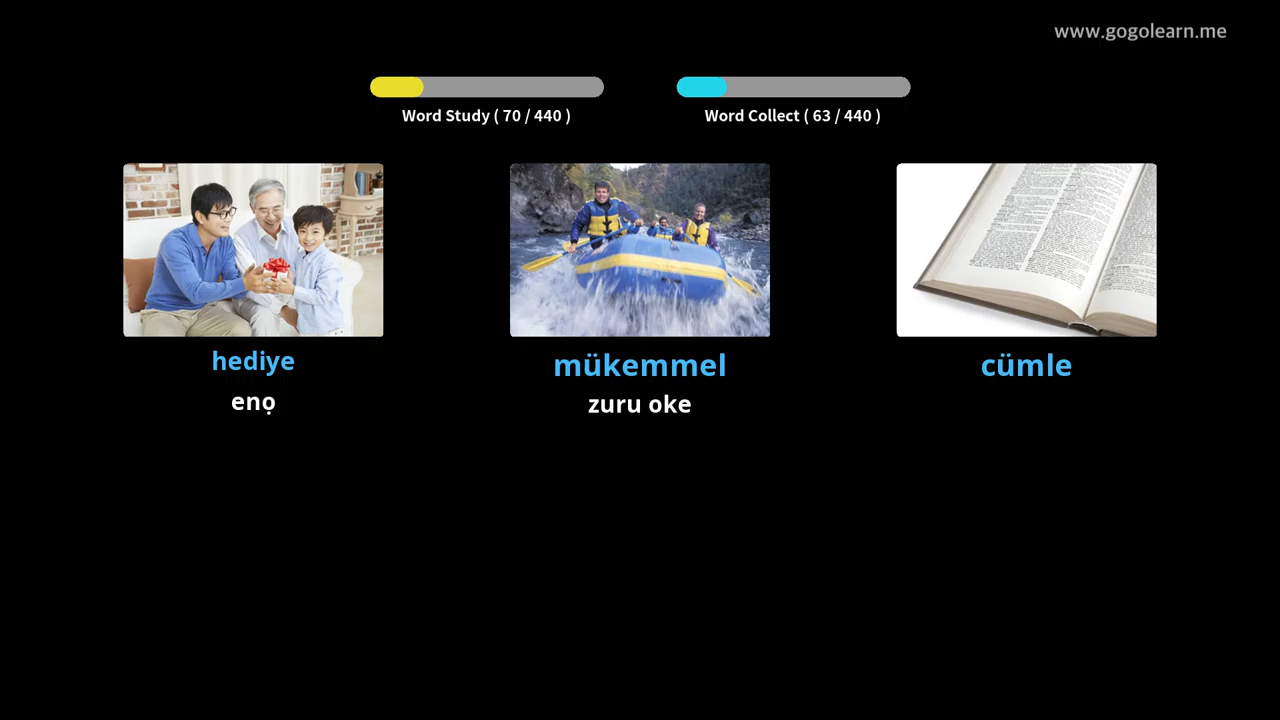 www.gogolearn.me
Word Study ( 70 / 440 )
Word Collect ( 63 / 440 )
hediye
mükemmel
cümle
enọ
zuru oke